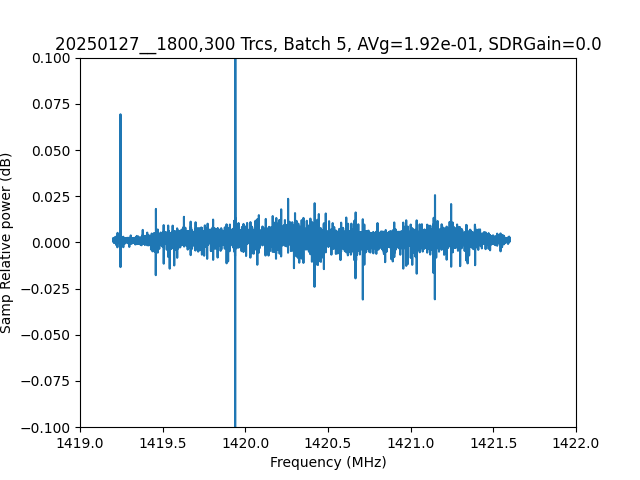 20250127__1800,300 Trcs, Batch 5, AVg=1.92e-01, SDRGain=0.0
0.100
0.075
0.050
0.025
0.000
−0.025
−0.050
−0.075
−0.100
Samp Relative power (dB)
1419.0 1419.5 1420.0 1420.5 1421.0 1421.5 1422.0
Frequency (MHz)